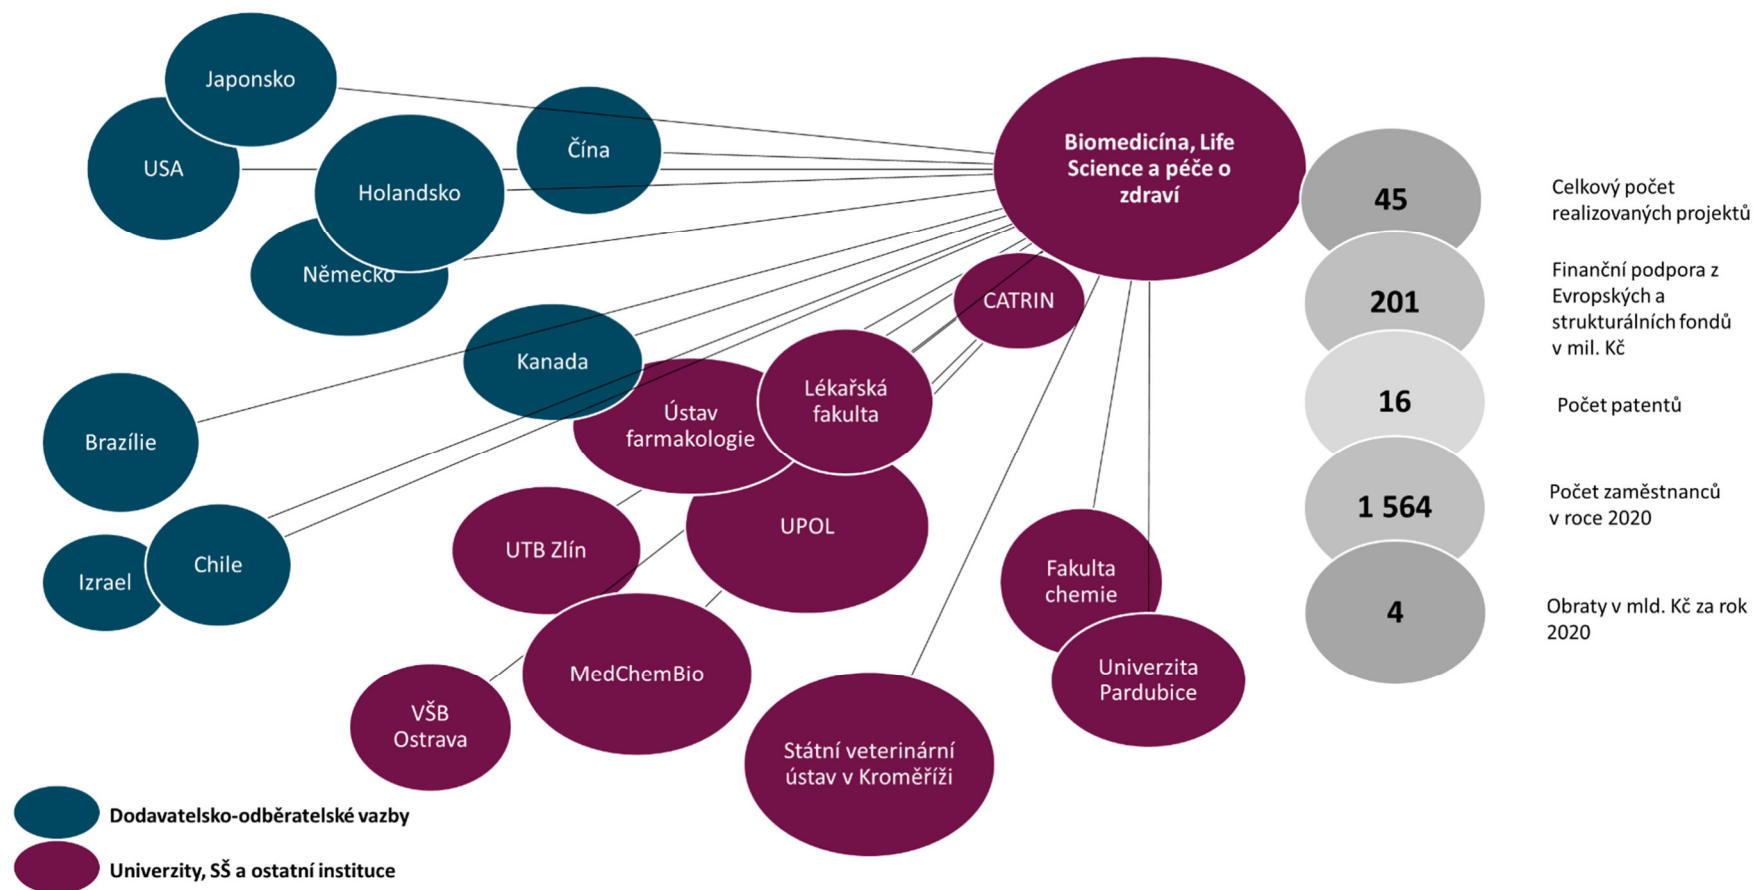 Japonsko
USA
Čína
Holandsko
Německo
Biomedicína, Life
Science a péče o
zdraví
45
Celkový počet
realizovaných projektů
201
Finanční podpora z
Evropských a
strukturálních fondů
v mil. Kč
CATRIN
Kanada
Lékařská
fakulta
16
Počet patentů
Ústav
farmakologie
Brazílie
1 564
Počet zaměstnanců
v roce 2020
UPOL
UTB Zlín
Chile
Izrael
Fakulta
chemie
4
Obraty v mld. Kč za rok
2020
MedChemBio
Univerzita
Pardubice
VŠB
Ostrava
Státní veterinární
ústav v Kroměříži
Dodavatelsko-odběratelské vazby
Univerzity, SŠ a ostatní instituce